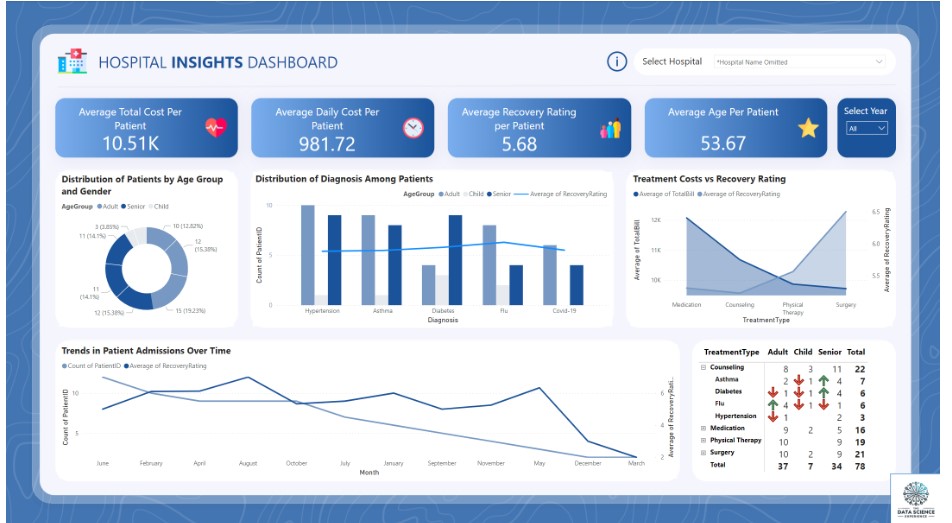 HOSPITAL INSIGHTS DASHBOARD
i
Select Hospital
*Hospital Name Omitted
Average Total Cost Per
Patient
10.51K
Average Daily Cost Per
Patient
981.72
Average Recovery Rating
per Patient
5.68
Average Age Per Patient
53.67
Select Year
All
Distribution of Patients by Age Group
and Gender
AgeGroup Adult Senior Child
3 (3.85%)
11 (14.1%)
10 (12.82%)
12
(15.38%)
11
(14.1%)
12 (15.38%)
15 (19.23%)
Distribution of Diagnosis Among Patients
AgeGroup Adult Child Senior Average of RecoveryRating
Count of PatientID
10
5
0
Hypertension Asthma Diabetes Flu Covid-19
Diagnosis
Treatment Costs vs Recovery Rating
Average of TotalBill Average of RecoveryRating
Average of TotalBill
12K
11K
10K
6.5
6.0
5.5
Average of RecoveryRating
Medication Counseling Physical Surgery
Therapy
TreatmentType
Trends in Patient Admissions Over Time
Count of PatientID Average of RecoveryRating
Count of PatientID
10
5
6
4
2
Average of RecoveryRati...
June February April August October July January September November May December March
Month
TreatmentType Adult Child Senior Total
Counseling 8 3 11 22
Asthma 2 1 4 7
Diabetes 1 1 4 6
Flu 4 1 1 6
Hypertension 1 2 3
Medication 9 2 5 16
Physical Therapy 10 9 19
Surgery 10 2 9 21
Total 37 7 34 78
THE
DATA SCIENCE
EXPERIENCE